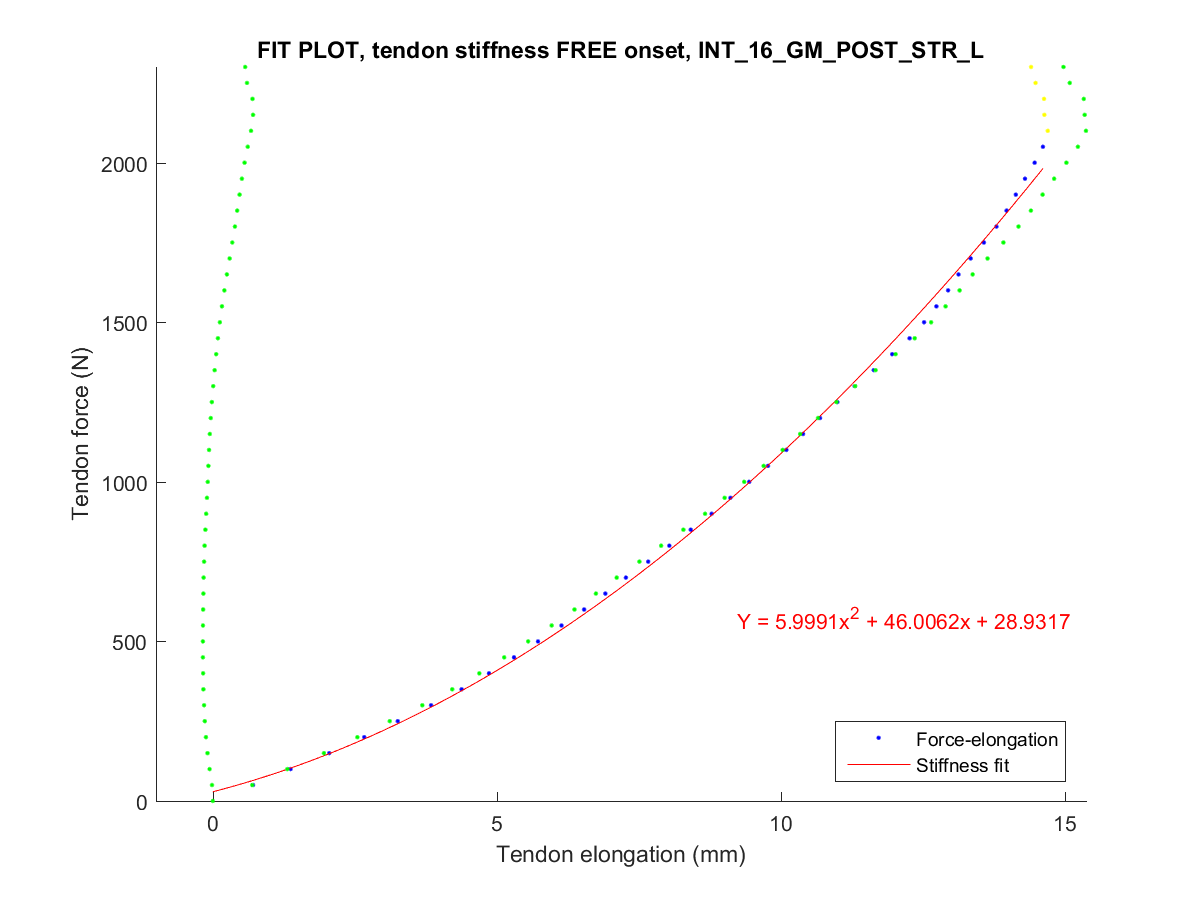 FIT PLOT, tendon stiffness FREE onset, INT_16_GM_POST_STR_L
2000
1500
1000
500
0
Tendon force (N)
Y = 5.9991x² + 46.0062x + 28.9317
Force-elongation
Stiffness fit
0 5 10 15
Tendon elongation (mm)